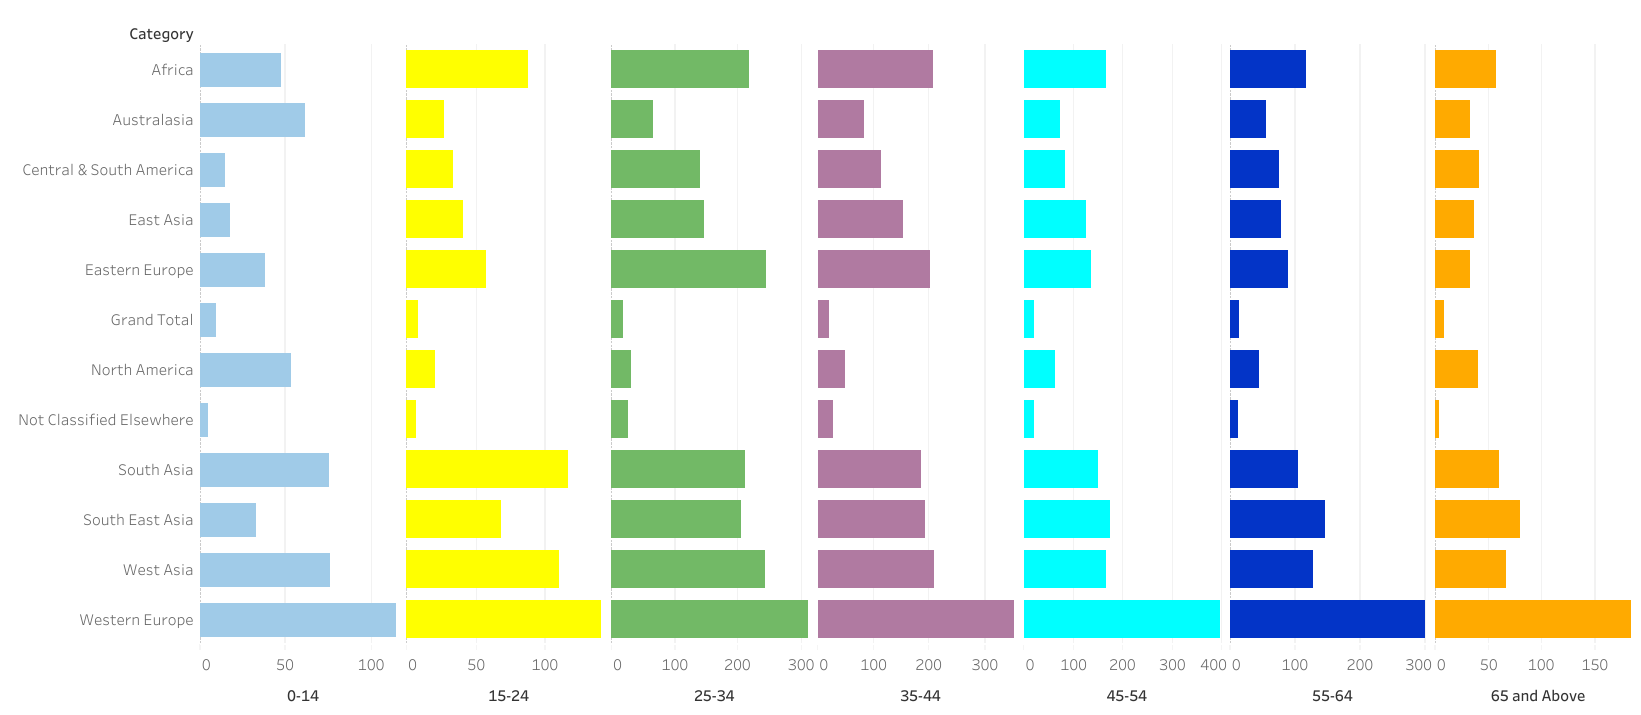 Category
Africa
Australasia
Central & South America
East Asia
Eastern Europe
Grand Total
North America
Not Classified Elsewhere
South Asia
South East Asia
West Asia
Western Europe
0 50 100 0 50 100 0 100 200 300 0 100 200 300 0 100 200 300 400 0 100 200 300 0 50 100 150
0-14 15-24 25-34 35-44 45-54 55-64 65 and Above